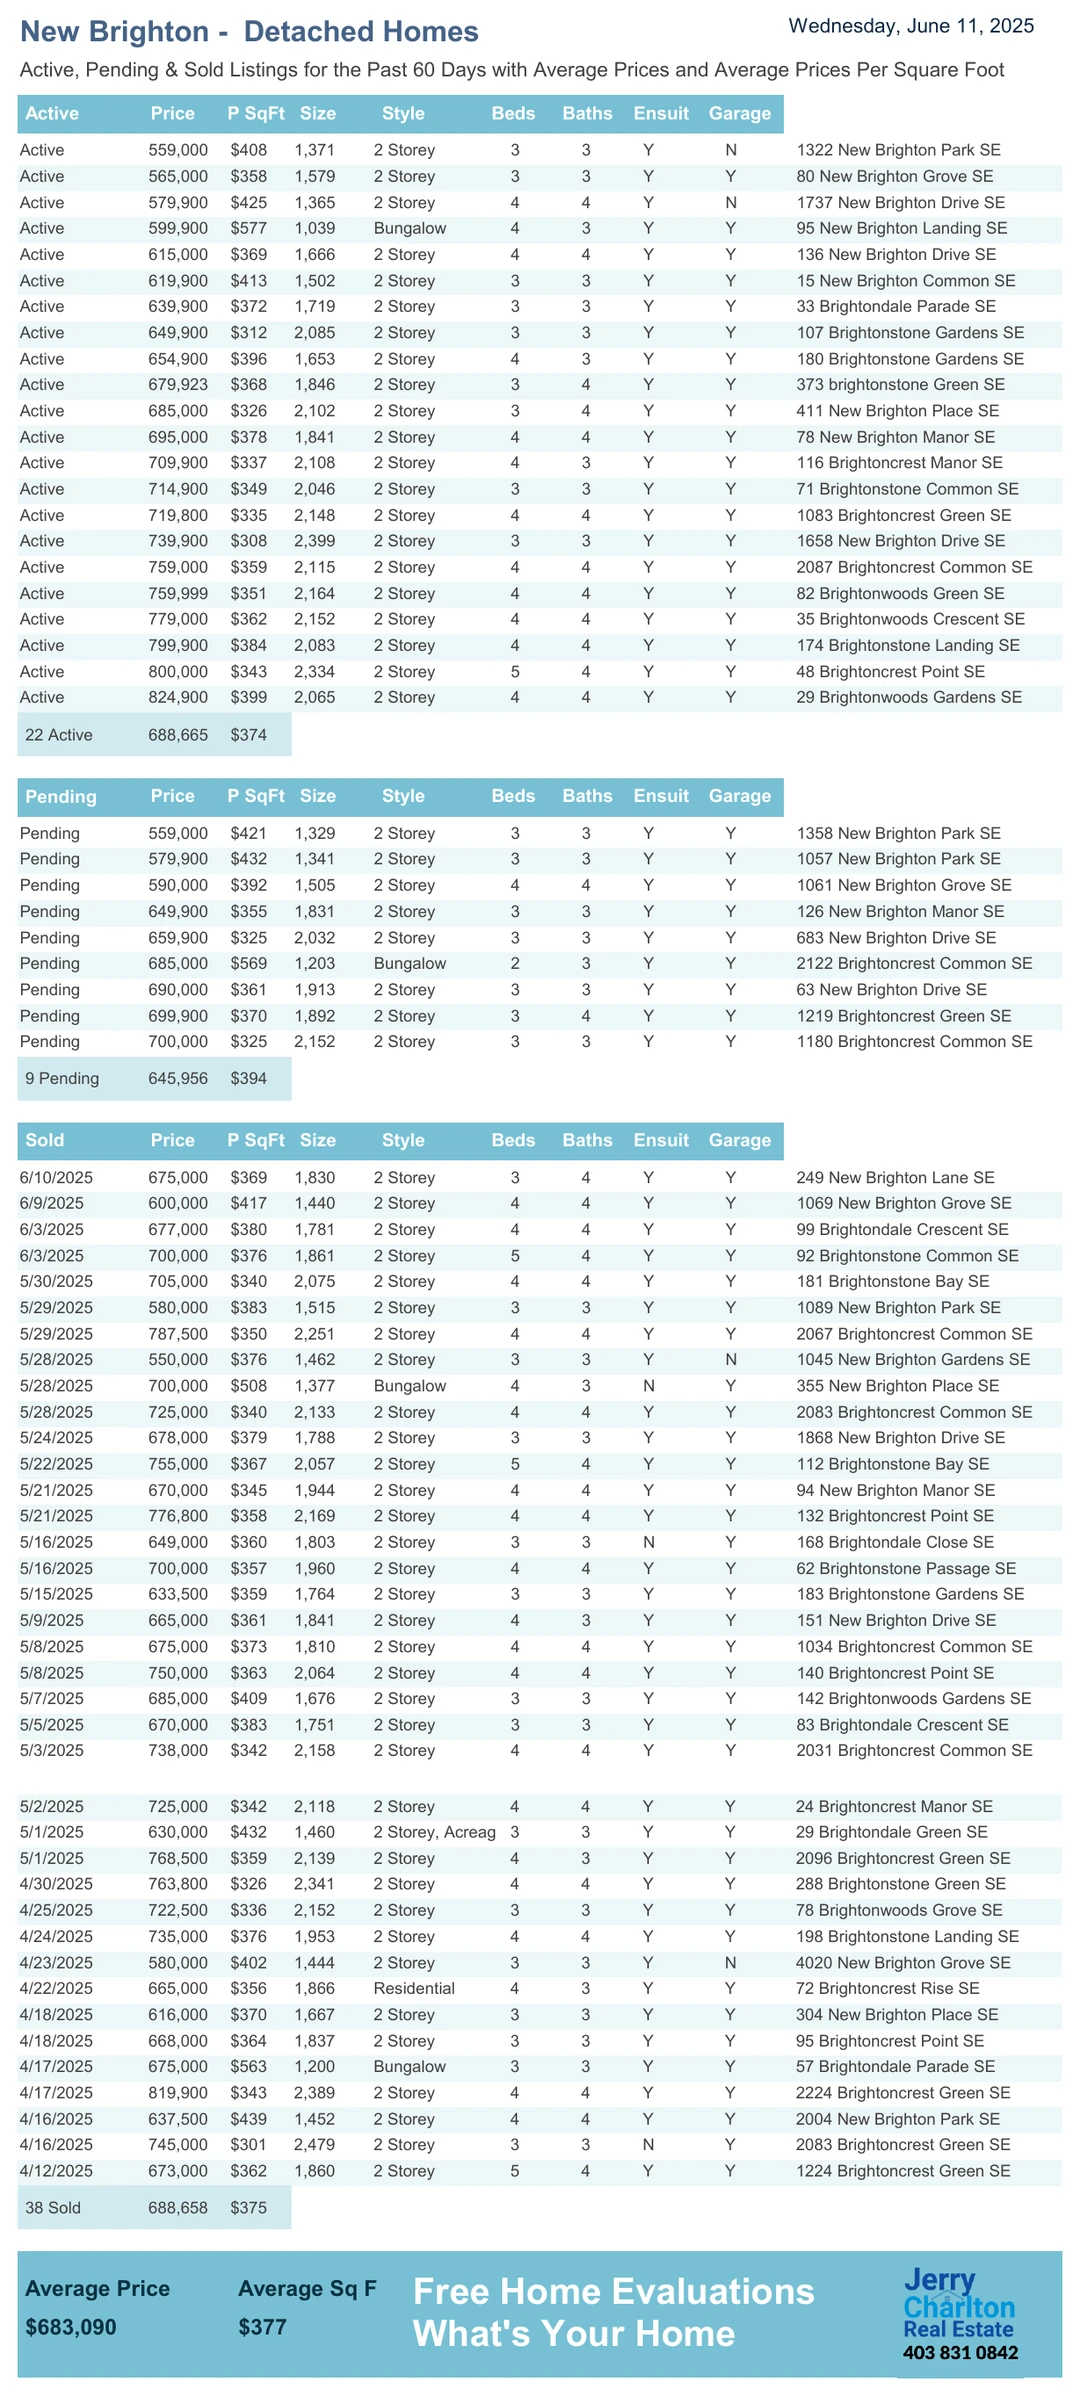 New Brighton - Detached Homes
Wednesday, June 11, 2025
Active, Pending & Sold Listings for the Past 60 Days with Average Prices and Average Prices Per Square Foot
Active Price P SqFt Size Style Beds Baths Ensuit Garage
Active 559,000 $408 1,371 2 Storey 3 3 Y N 1322 New Brighton Park SE
Active 565,000 $358 1,579 2 Storey 3 3 Y Y 80 New Brighton Grove SE
Active 579,900 $425 1,365 2 Storey 4 4 Y N 1737 New Brighton Drive SE
Active 599,900 $577 1,039 Bungalow 4 3 Y Y 95 New Brighton Landing SE
Active 615,000 $369 1,666 2 Storey 4 4 Y Y 136 New Brighton Drive SE
Active 619,900 $413 1,502 2 Storey 3 3 Y Y 15 New Brighton Common SE
Active 639,900 $372 1,719 2 Storey 3 3 Y Y 33 Brightondale Parade SE
Active 649,900 $312 2,085 2 Storey 3 3 Y Y 107 Brightonstone Gardens SE
Active 654,900 $396 1,653 2 Storey 4 3 Y Y 180 Brightonstone Gardens SE
Active 679,923 $368 1,846 2 Storey 3 4 Y Y 373 brightonstone Green SE
Active 685,000 $326 2,102 2 Storey 3 4 Y Y 411 New Brighton Place SE
Active 695,000 $378 1,841 2 Storey 4 4 Y Y 78 New Brighton Manor SE
Active 709,900 $337 2,108 2 Storey 4 3 Y Y 116 Brightoncrest Manor SE
Active 714,900 $349 2,046 2 Storey 3 3 Y Y 71 Brightonstone Common SE
Active 719,800 $335 2,148 2 Storey 4 4 Y Y 1083 Brightoncrest Green SE
Active 739,900 $308 2,399 2 Storey 3 3 Y Y 1658 New Brighton Drive SE
Active 759,000 $359 2,115 2 Storey 4 4 Y Y 2087 Brightoncrest Common SE
Active 759,999 $351 2,164 2 Storey 4 4 Y Y 82 Brightonwoods Green SE
Active 779,000 $362 2,152 2 Storey 4 4 Y Y 35 Brightonwoods Crescent SE
Active 799,900 $384 2,083 2 Storey 4 4 Y Y 174 Brightonstone Landing SE
Active 800,000 $343 2,334 2 Storey 5 4 Y Y 48 Brightoncrest Point SE
Active 824,900 $399 2,065 2 Storey 4 4 Y Y 29 Brightonwoods Gardens SE
22 Active 688,665 $374
Pending Price P SqFt Size Style Beds Baths Ensuit Garage
Pending 559,000 $421 1,329 2 Storey 3 3 Y Y 1358 New Brighton Park SE
Pending 579,900 $432 1,341 2 Storey 3 3 Y Y 1057 New Brighton Park SE
Pending 590,000 $392 1,505 2 Storey 4 4 Y Y 1061 New Brighton Grove SE
Pending 649,900 $355 1,831 2 Storey 3 3 Y Y 126 New Brighton Manor SE
Pending 659,900 $325 2,032 2 Storey 3 3 Y Y 683 New Brighton Drive SE
Pending 685,000 $569 1,203 Bungalow 2 3 Y Y 2122 Brightoncrest Common SE
Pending 690,000 $361 1,913 2 Storey 3 3 Y Y 63 New Brighton Drive SE
Pending 699,900 $370 1,892 2 Storey 3 4 Y Y 1219 Brightoncrest Green SE
Pending 700,000 $325 2,152 2 Storey 3 3 Y Y 1180 Brightoncrest Common SE
9 Pending 645,956 $394
Sold Price P SqFt Size Style Beds Baths Ensuit Garage
6/10/2025 675,000 $369 1,830 2 Storey 3 4 Y Y 249 New Brighton Lane SE
6/9/2025 600,000 $417 1,440 2 Storey 4 4 Y Y 1069 New Brighton Grove SE
6/3/2025 677,000 $380 1,781 2 Storey 4 4 Y Y 99 Brightondale Crescent SE
6/3/2025 700,000 $376 1,861 2 Storey 5 4 Y Y 92 Brightonstone Common SE
5/30/2025 705,000 $340 2,075 2 Storey 4 4 Y Y 181 Brightonstone Bay SE
5/29/2025 580,000 $383 1,515 2 Storey 3 3 Y Y 1089 New Brighton Park SE
5/29/2025 787,500 $350 2,251 2 Storey 4 4 Y Y 2067 Brightoncrest Common SE
5/28/2025 550,000 $376 1,462 2 Storey 3 3 Y N 1045 New Brighton Gardens SE
5/28/2025 700,000 $508 1,377 Bungalow 4 3 N Y 355 New Brighton Place SE
5/28/2025 725,000 $340 2,133 2 Storey 4 4 Y Y 2083 Brightoncrest Common SE
5/24/2025 678,000 $379 1,788 2 Storey 3 3 Y Y 1868 New Brighton Drive SE
5/22/2025 755,000 $367 2,057 2 Storey 5 4 Y Y 112 Brightonstone Bay SE
5/21/2025 670,000 $345 1,944 2 Storey 4 4 Y Y 94 New Brighton Manor SE
5/21/2025 776,800 $358 2,169 2 Storey 4 4 Y Y 132 Brightoncrest Point SE
5/16/2025 649,000 $360 1,803 2 Storey 3 3 N Y 168 Brightondale Close SE
5/16/2025 700,000 $357 1,960 2 Storey 4 4 Y Y 62 Brightonstone Passage SE
5/15/2025 633,500 $359 1,764 2 Storey 3 3 Y Y 183 Brightonstone Gardens SE
5/9/2025 665,000 $361 1,841 2 Storey 4 3 Y Y 151 New Brighton Drive SE
5/8/2025 675,000 $373 1,810 2 Storey 4 4 Y Y 1034 Brightoncrest Common SE
5/8/2025 750,000 $363 2,064 2 Storey 4 4 Y Y 140 Brightoncrest Point SE
5/7/2025 685,000 $409 1,676 2 Storey 3 3 Y Y 142 Brightonwoods Gardens SE
5/5/2025 670,000 $383 1,751 2 Storey 3 3 Y Y 83 Brightondale Crescent SE
5/3/2025 738,000 $342 2,158 2 Storey 4 4 Y Y 2031 Brightoncrest Common SE
5/2/2025 725,000 $342 2,118 2 Storey 4 4 Y Y 24 Brightoncrest Manor SE
5/1/2025 630,000 $432 1,460 2 Storey, Acreag 3 3 Y Y 29 Brightondale Green SE
5/1/2025 768,500 $359 2,139 2 Storey 4 3 Y Y 2096 Brightoncrest Green SE
4/30/2025 763,800 $326 2,341 2 Storey 4 4 Y Y 288 Brightonstone Green SE
4/25/2025 722,500 $336 2,152 2 Storey 3 3 Y Y 78 Brightonwoods Grove SE
4/24/2025 735,000 $376 1,953 2 Storey 4 4 Y Y 198 Brightonstone Landing SE
4/23/2025 580,000 $402 1,444 2 Storey 3 3 Y N 4020 New Brighton Grove SE
4/22/2025 665,000 $356 1,866 Residential 4 3 Y Y 72 Brightoncrest Rise SE
4/18/2025 616,000 $370 1,667 2 Storey 3 3 Y Y 304 New Brighton Place SE
4/18/2025 668,000 $364 1,837 2 Storey 3 3 Y Y 95 Brightoncrest Point SE
4/17/2025 675,000 $563 1,200 Bungalow 3 3 Y Y 57 Brightondale Parade SE
4/17/2025 819,900 $343 2,389 2 Storey 4 4 Y Y 2224 Brightoncrest Green SE
4/16/2025 637,500 $439 1,452 2 Storey 4 4 Y Y 2004 New Brighton Park SE
4/16/2025 745,000 $301 2,479 2 Storey 3 3 N Y 2083 Brightoncrest Green SE
4/12/2025 673,000 $362 1,860 2 Storey 5 4 Y Y 1224 Brightoncrest Green SE
38 Sold 688,658 $375
Average Price Average Sq F
$683,090 $377
Free Home Evaluations
What's Your Home
Jerry
Charlton
Real Estate
403 831 0842